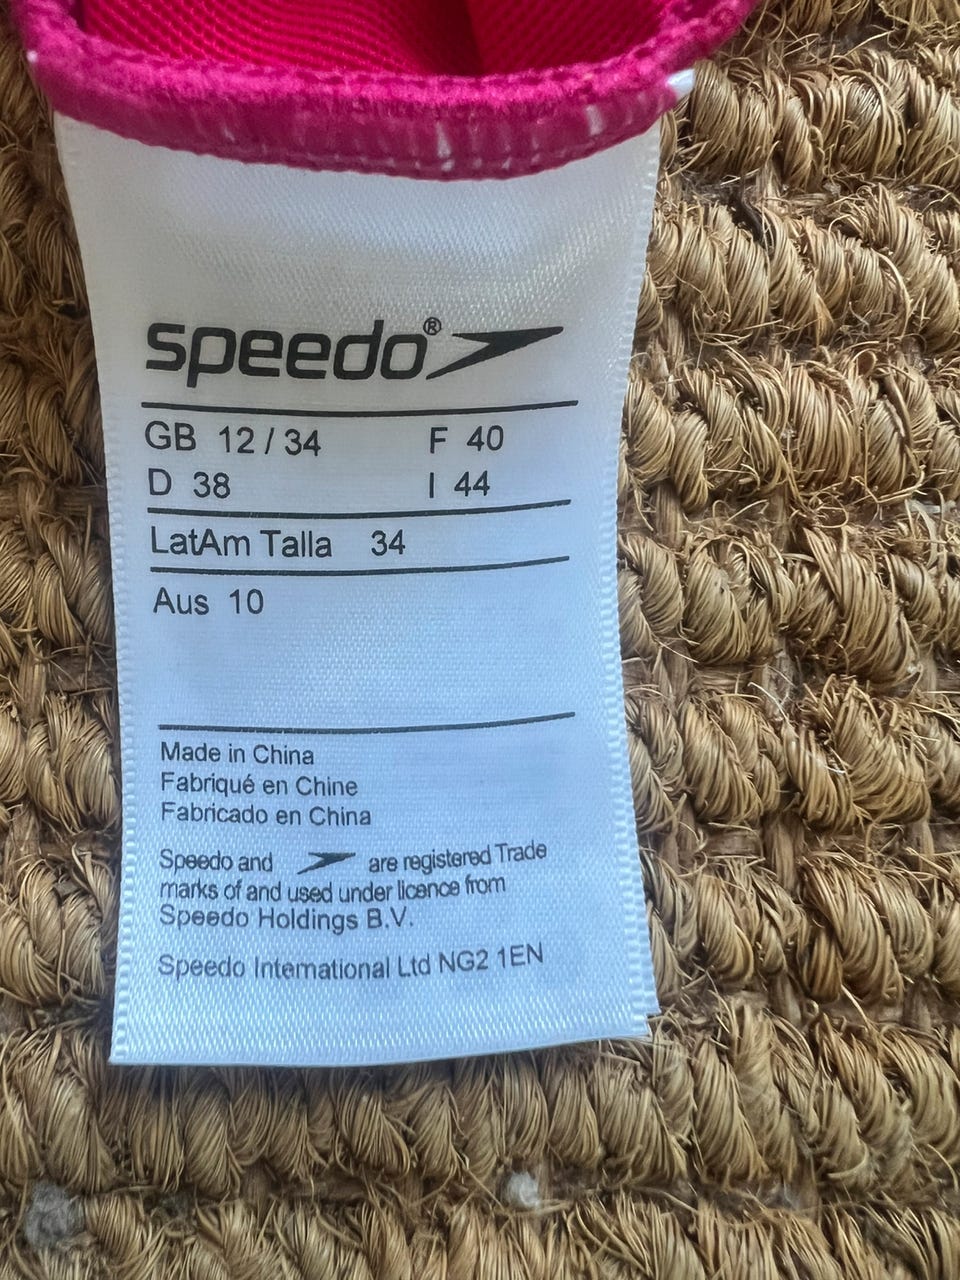 speedo®
GB 12 / 34 F 40
D 38 I 44
LatAm Talla 34
Aus 10
Made in China
Fabriqué en Chine
Fabricado en China
Speedo and are registered Trade
marks of and used under licence from
Speedo Holdings B.V.
Speedo International Ltd NG2 1EN